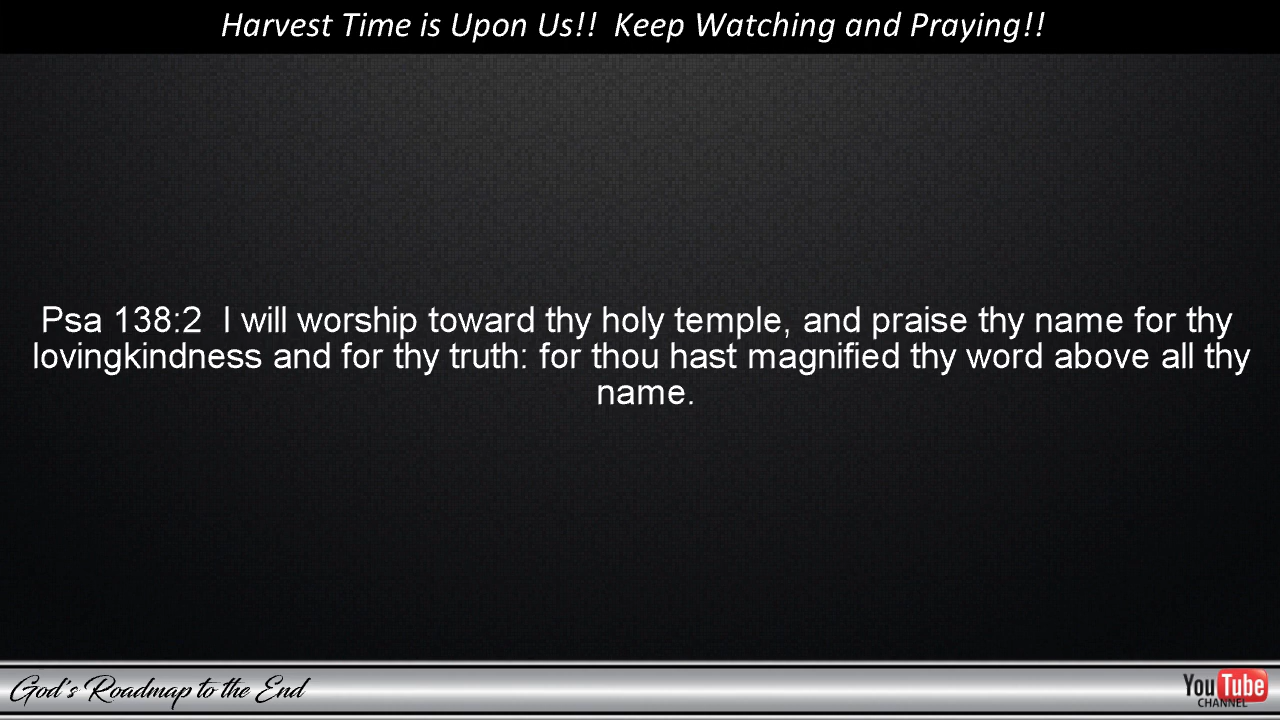 Harvest Time is Upon Us!!  Keep Watching and Praying!!
Psa 138:2  I will worship toward thy holy temple, and praise thy name for thy
lovingkindness and for thy truth: for thou hast magnified thy word above all thy
name.
God's Roadmap to the End
YouTube
CHANNEL